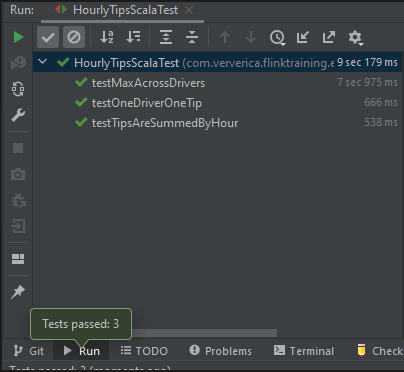 Run: HourlyTipsScalaTest
HourlyTipsScalaTest (com.ververica.flinktraining.e 9 sec 179 ms
testMaxAcrossDrivers 7 sec 975 ms
testOneDriverOneTip 666 ms
testTipsAreSummedByHour 538 ms
Tests passed: 3
Git Run TODO Problems Terminal Check
Tests passed: 3 (moments ago)